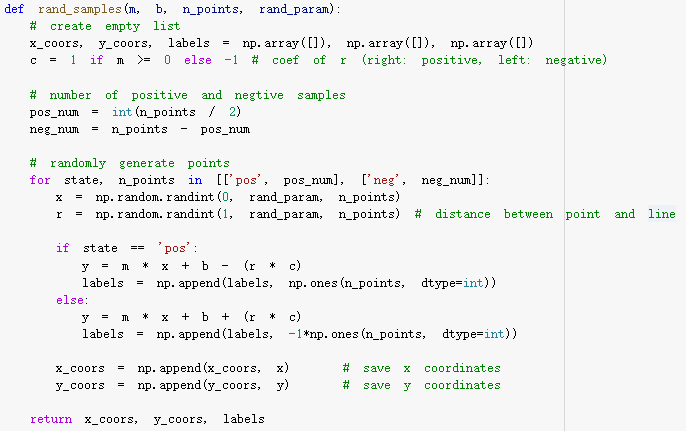 def rand_samples(m, b, n_points, rand_param):
    # create empty list
    x_coors, y_coors, labels = np.array([]), np.array([]), np.array([])
    c = 1 if m >= 0 else -1 # coef of r (right: positive, left: negative)
    # number of positive and negtive samples
    pos_num = int(n_points / 2)
    neg_num = n_points - pos_num
    # randomly generate points
    for state, n_points in [['pos', pos_num], ['neg', neg_num]]:
        x = np.random.randint(0, rand_param, n_points)
        r = np.random.randint(1, rand_param, n_points) # distance between point and line
        if state == 'pos':
            y = m * x + b - (r * c)
            labels = np.append(labels, np.ones(n_points, dtype=int))
        else:
            y = m * x + b + (r * c)
            labels = np.append(labels, -1*np.ones(n_points, dtype=int))
        x_coors = np.append(x_coors, x) # save x coordinates
        y_coors = np.append(y_coors, y) # save y coordinates
    return x_coors, y_coors, labels